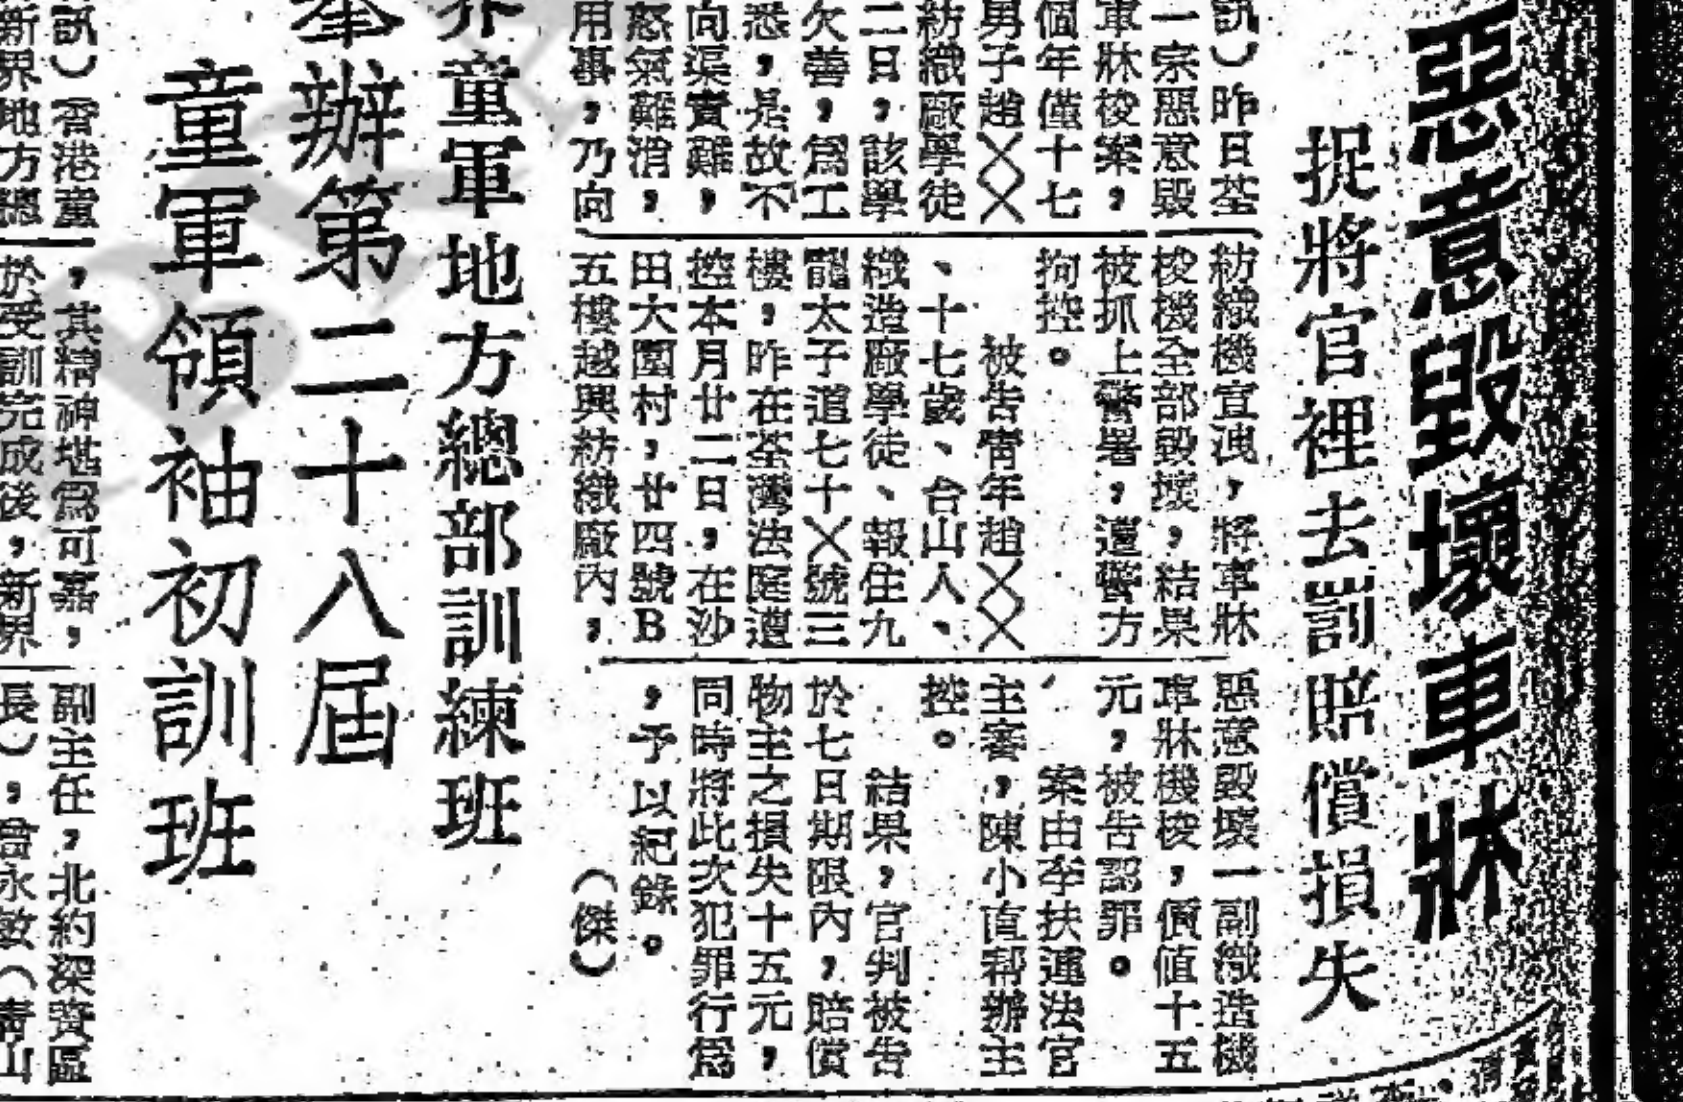 惡意毀壞車牀
捉將官裡去罰賠償損失
訊）昨日荃
一宗惡意毀
車牀梭案，
個年僅十七
男子趙××
紡織廠學徒
二日，該學
欠善，爲工
悉，是故不
向渠責難，
怒氣難消，
用事，乃向
紡織機宣洩，將車牀
梭機全部毀壞，結果
被抓上警署，遭警方
拘控。
被告靑年趙××
、十七歲、台山人、
織造廠學徒、報住九
龍太子道七十×號三
樓，昨在荃灣法庭遭
控本月廿二日，在沙
田大圍村，廿四號B
五樓越興紡織廠內，
惡意毀壞一副織造機
車牀機梭，價値十五
元，被告認罪。
案由李扶連法官
主審，陳小直帮辦主
控。
結果，官判被告
於七日期限內，賠償
物主之損失十五元，
同時將此次犯罪行爲
，予以紀錄。
（傑）
界童軍地方總部訓練班
舉辦第二十八屆
童軍領袖初訓班
訊）香港童
新界地方總
，其精神堪爲可嘉，
於受訓完成後，新界
副主任，北約深資區
長），曾永敏（靑山